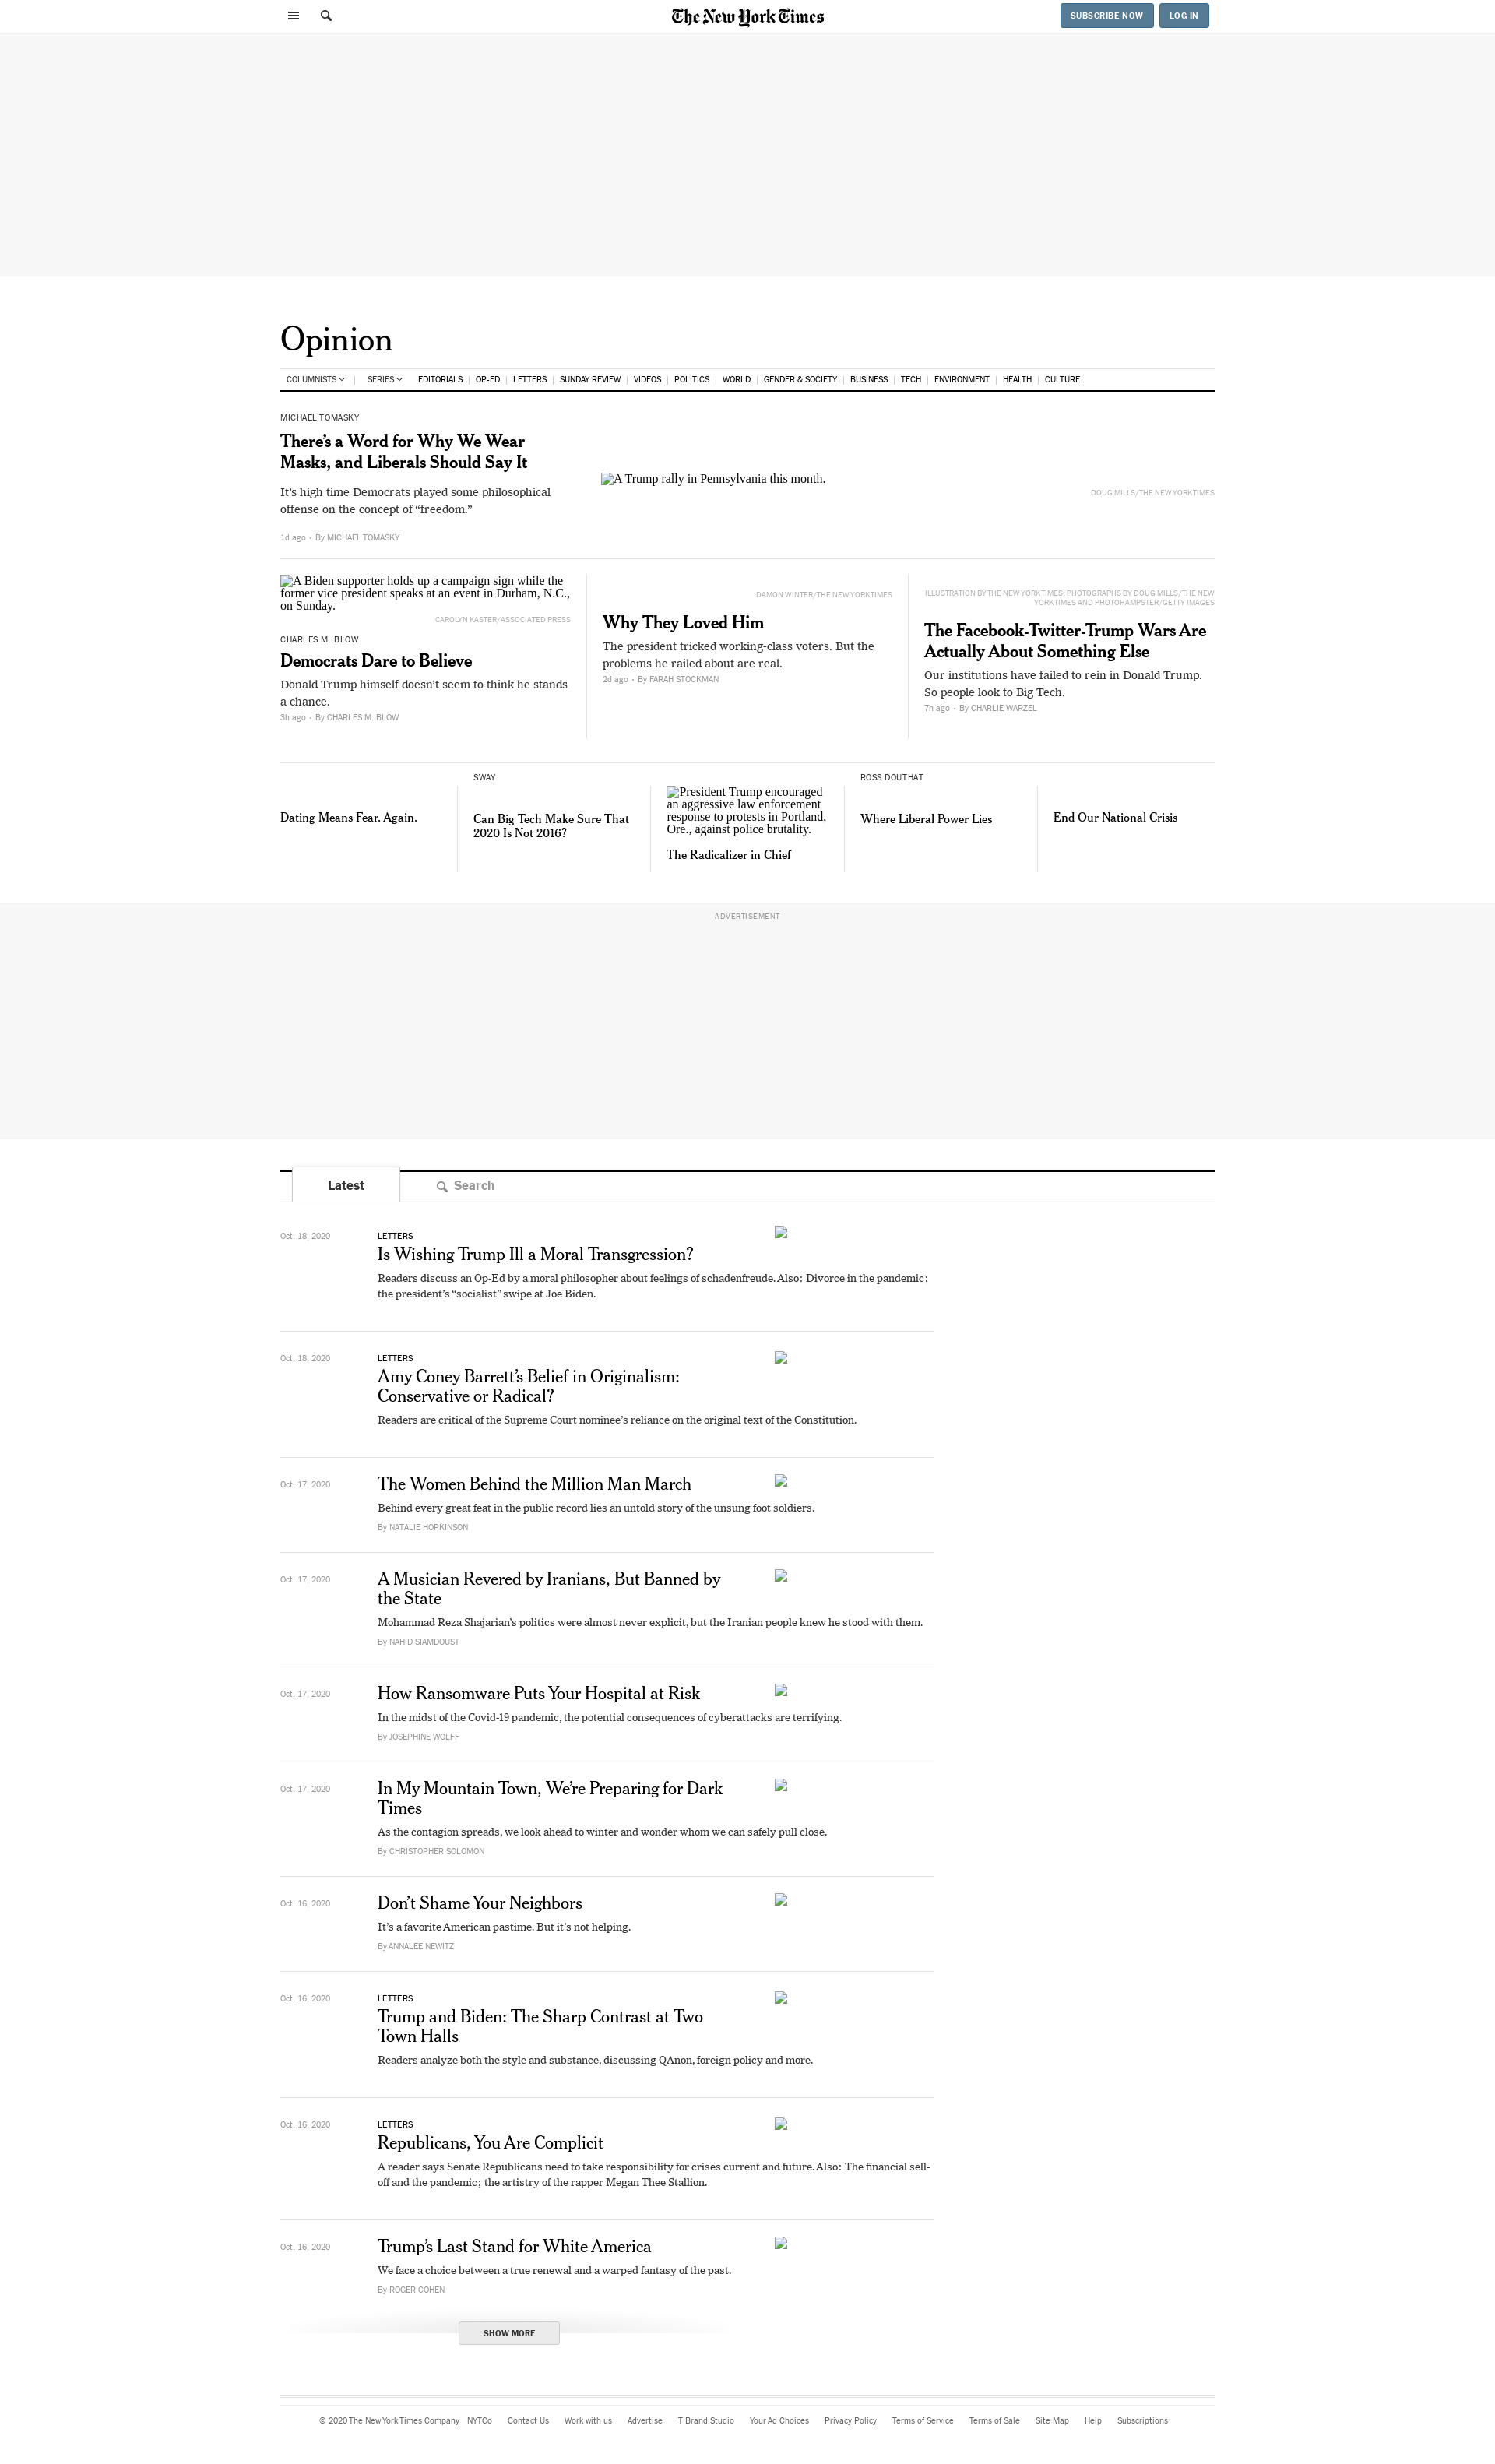 The New York Times
SUBSCRIBE NOW
LOG IN
Opinion
COLUMNISTS
SERIES
EDITORIALS
OP-ED
LETTERS
SUNDAY REVIEW
VIDEOS
POLITICS
WORLD
GENDER & SOCIETY
BUSINESS
TECH
ENVIRONMENT
HEALTH
CULTURE
MICHAEL TOMASKY
There’s a Word for Why We Wear
Masks, and Liberals Should Say It
It’s high time Democrats played some philosophical
offense on the concept of “freedom.”
1d ago • By MICHAEL TOMASKY
A Trump rally in Pennsylvania this month.
DOUG MILLS/THE NEW YORK TIMES
A Biden supporter holds up a campaign sign while the
former vice president speaks at an event in Durham, N.C.,
on Sunday.
CAROLYN KASTER/ASSOCIATED PRESS
CHARLES M. BLOW
Democrats Dare to Believe
Donald Trump himself doesn’t seem to think he stands
a chance.
3h ago • By CHARLES M. BLOW
DAMON WINTER/THE NEW YORK TIMES
Why They Loved Him
The president tricked working-class voters. But the
problems he railed about are real.
2d ago • By FARAH STOCKMAN
ILLUSTRATION BY THE NEW YORK TIMES; PHOTOGRAPHS BY DOUG MILLS/THE NEW
YORK TIMES AND PHOTOHAMPSTER/GETTY IMAGES
The Facebook-Twitter-Trump Wars Are
Actually About Something Else
Our institutions have failed to rein in Donald Trump.
So people look to Big Tech.
7h ago • By CHARLIE WARZEL
Dating Means Fear. Again.
SWAY
Can Big Tech Make Sure That
2020 Is Not 2016?
President Trump encouraged
an aggressive law enforcement
response to protests in Portland,
Ore., against police brutality.
The Radicalizer in Chief
ROSS DOUTHAT
Where Liberal Power Lies
End Our National Crisis
ADVERTISEMENT
Latest
Search
Oct. 18, 2020
LETTERS
Is Wishing Trump Ill a Moral Transgression?
Readers discuss an Op-Ed by a moral philosopher about feelings of schadenfreude. Also: Divorce in the pandemic;
the president’s “socialist” swipe at Joe Biden.
Oct. 18, 2020
LETTERS
Amy Coney Barrett’s Belief in Originalism:
Conservative or Radical?
Readers are critical of the Supreme Court nominee’s reliance on the original text of the Constitution.
Oct. 17, 2020
The Women Behind the Million Man March
Behind every great feat in the public record lies an untold story of the unsung foot soldiers.
By NATALIE HOPKINSON
Oct. 17, 2020
A Musician Revered by Iranians, But Banned by
the State
Mohammad Reza Shajarian’s politics were almost never explicit, but the Iranian people knew he stood with them.
By NAHID SIAMDOUST
Oct. 17, 2020
How Ransomware Puts Your Hospital at Risk
In the midst of the Covid-19 pandemic, the potential consequences of cyberattacks are terrifying.
By JOSEPHINE WOLFF
Oct. 17, 2020
In My Mountain Town, We’re Preparing for Dark
Times
As the contagion spreads, we look ahead to winter and wonder whom we can safely pull close.
By CHRISTOPHER SOLOMON
Oct. 16, 2020
Don’t Shame Your Neighbors
It’s a favorite American pastime. But it’s not helping.
By ANNALEE NEWITZ
Oct. 16, 2020
LETTERS
Trump and Biden: The Sharp Contrast at Two
Town Halls
Readers analyze both the style and substance, discussing QAnon, foreign policy and more.
Oct. 16, 2020
LETTERS
Republicans, You Are Complicit
A reader says Senate Republicans need to take responsibility for crises current and future. Also: The financial sell-
off and the pandemic; the artistry of the rapper Megan Thee Stallion.
Oct. 16, 2020
Trump’s Last Stand for White America
We face a choice between a true renewal and a warped fantasy of the past.
By ROGER COHEN
SHOW MORE
© 2020 The New York Times Company NYTCo Contact Us Work with us Advertise T Brand Studio Your Ad Choices Privacy Policy Terms of Service Terms of Sale Site Map Help Subscriptions